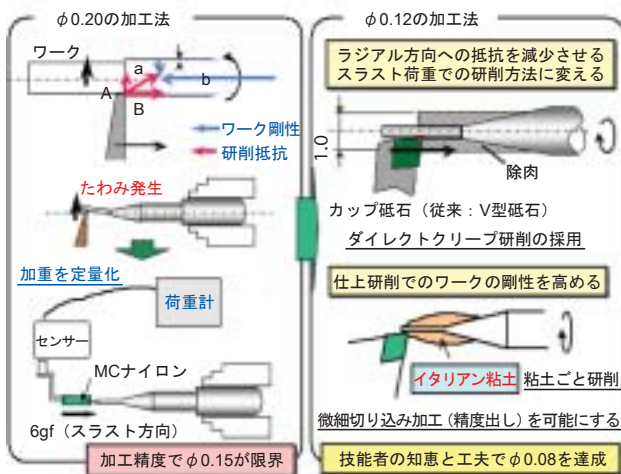 φ0.20の加工法
ワーク
a
b
A
B
ワーク剛性
研削抵抗
たわみ発生
加重を定量化
荷重計
センサー
MCナイロン
6gf（スラスト方向）
加工精度でφ0.15が限界
φ0.12の加工法
ラジアル方向への抵抗を減少させる
スラスト荷重での研削方法に変える
1.0
除肉
カップ砥石（従来：V型砥石）
ダイレクトクリープ研削の採用
仕上研削でのワークの剛性を高める
イタリアン粘土 粘土ごと研削
微細切り込み加工（精度出し）を可能にする
技能者の知恵と工夫でφ0.08を達成